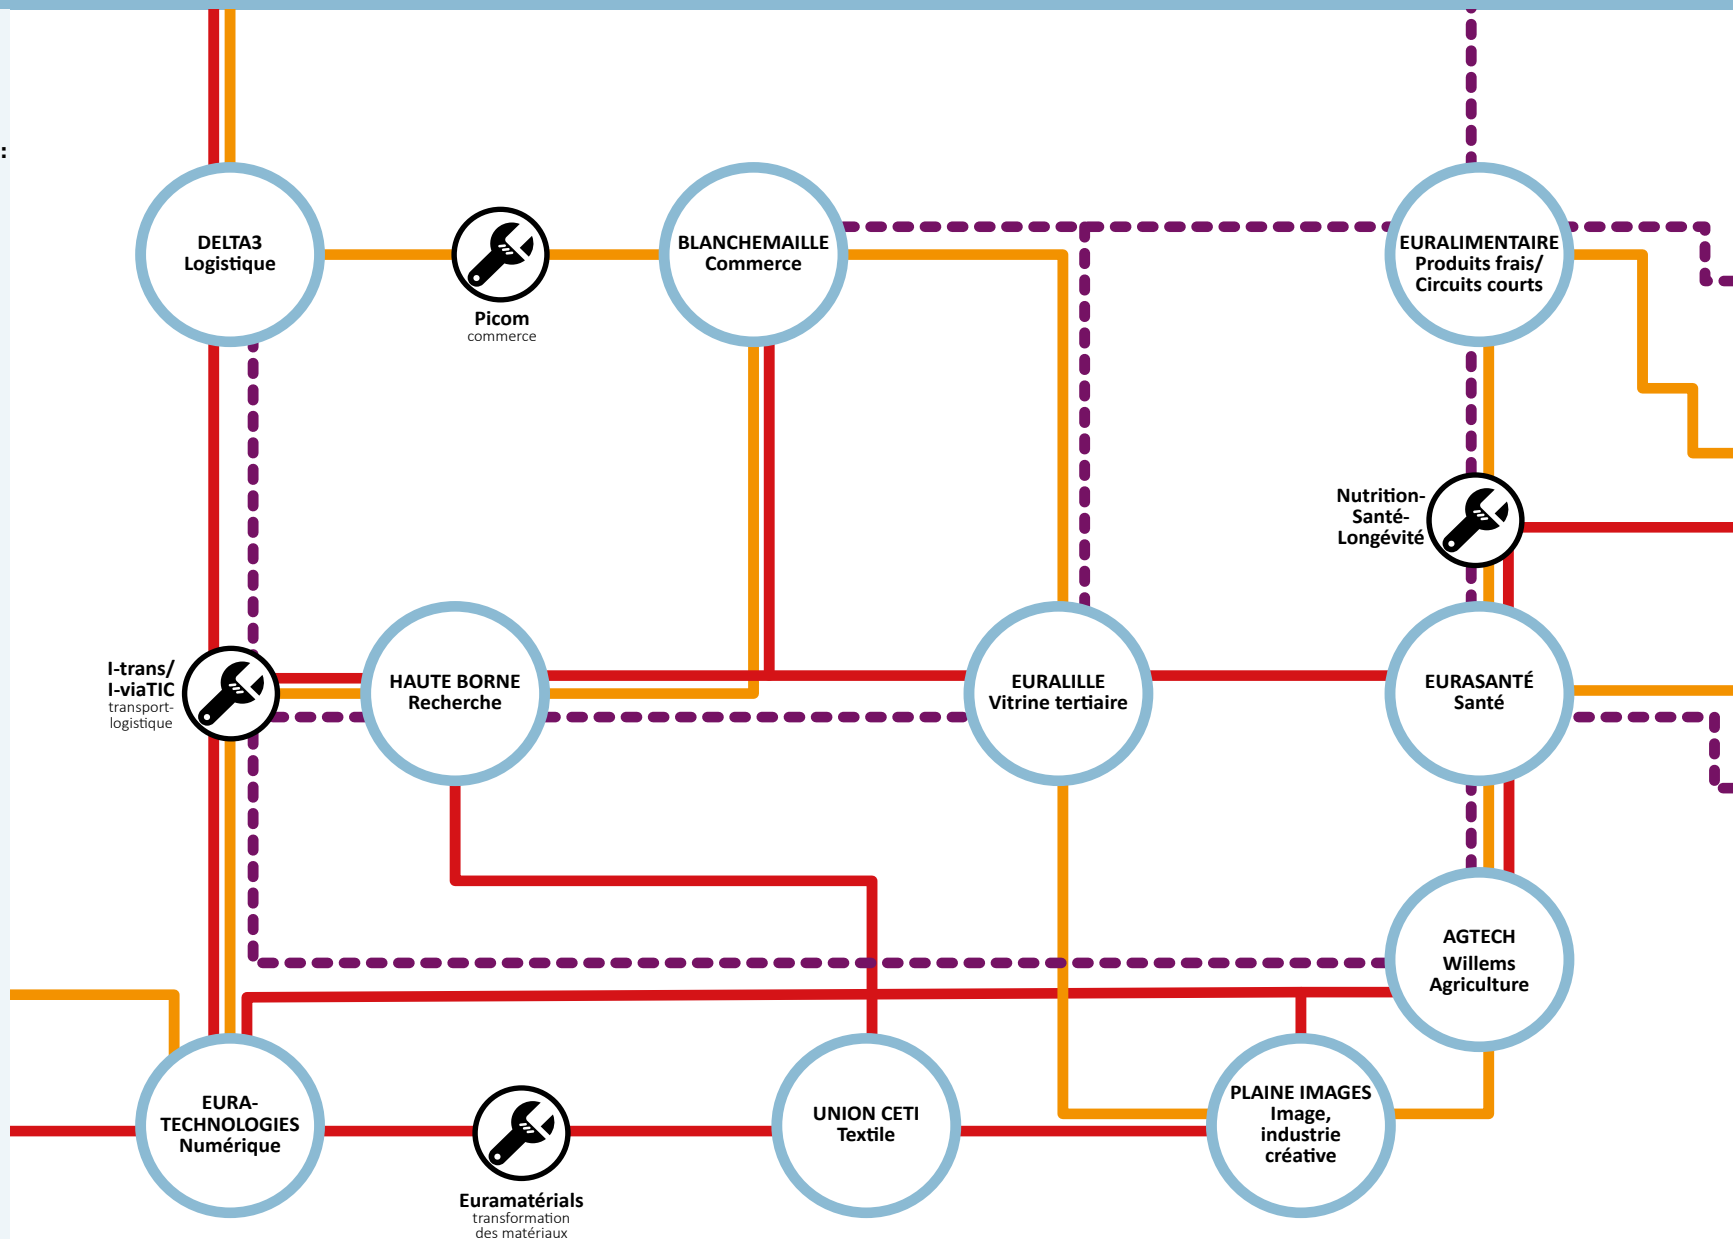 :
DELTA3
Logistique
Picom
commerce
BLANCHEMAILLE
Commerce
EURALIMENTAIRE
Produits frais/
Circuits courts
Nutrition-
Santé-
Longévité
I-trans/
I-viaTIC
transport-
logistique
HAUTE BORNE
Recherche
EURALILLE
Vitrine tertiaire
EURASANTÉ
Santé
AGTECH
Willems
Agriculture
EURA-
TECHNOLOGIES
Numérique
Euramatérials
transformation
des matériaux
UNION CETI
Textile
PLAINE IMAGES
Image,
industrie
créative